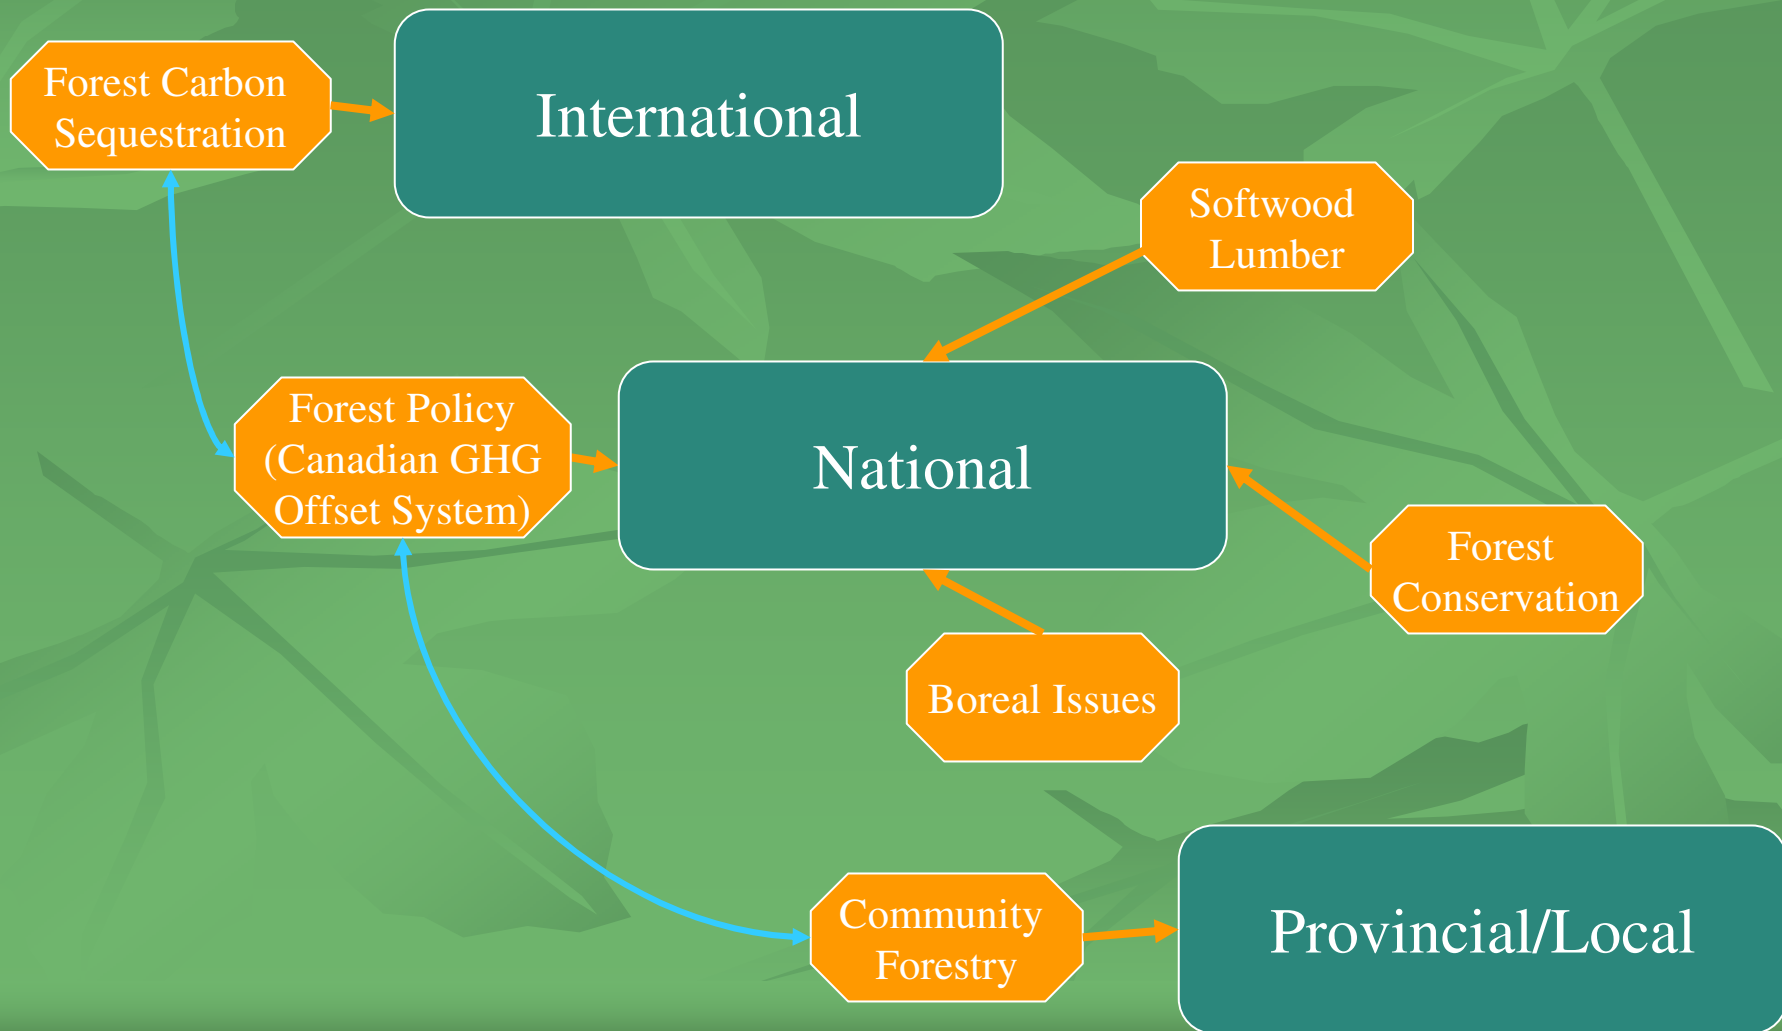 Forest Carbon
Sequestration
International
Softwood
Lumber
Forest Policy
(Canadian GHG
Offset System)
National
Forest
Conservation
Boreal Issues
Community
Forestry
Provincial/Local